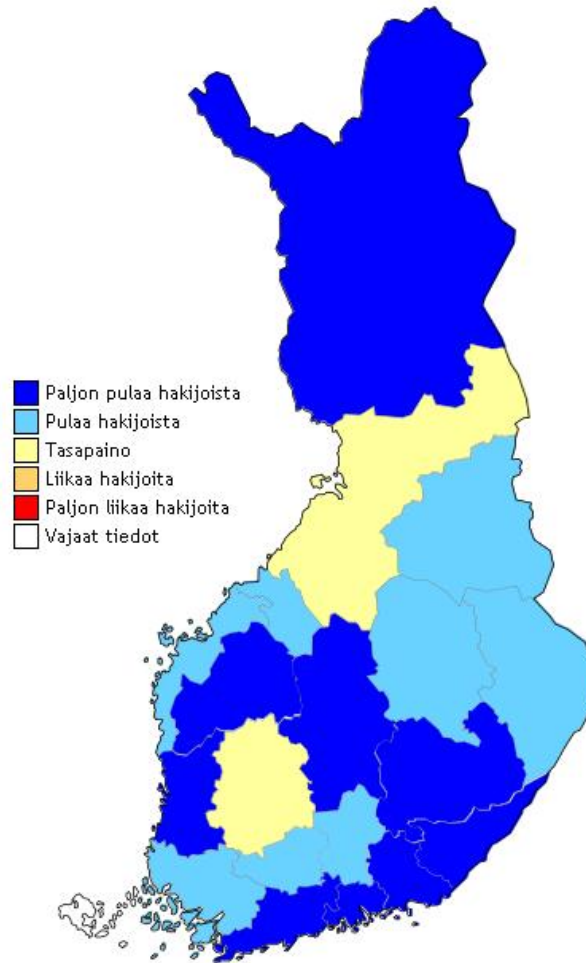 Paljon pulaa hakijoista
Pulaa hakijoista
Tasapaino
Liikaa hakijoita
Paljon liikaa hakijoita
Vajaat tiedot